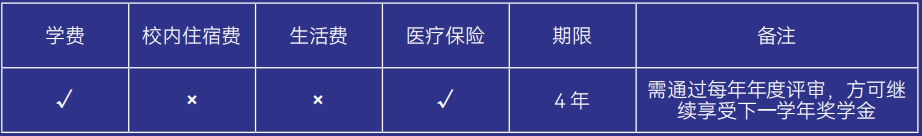 学费 校内住宿费 生活费 医疗保险 期限 备注
√ × × √ 4 年 需通过每年年度评审，方可继
续享受下一学年奖学金